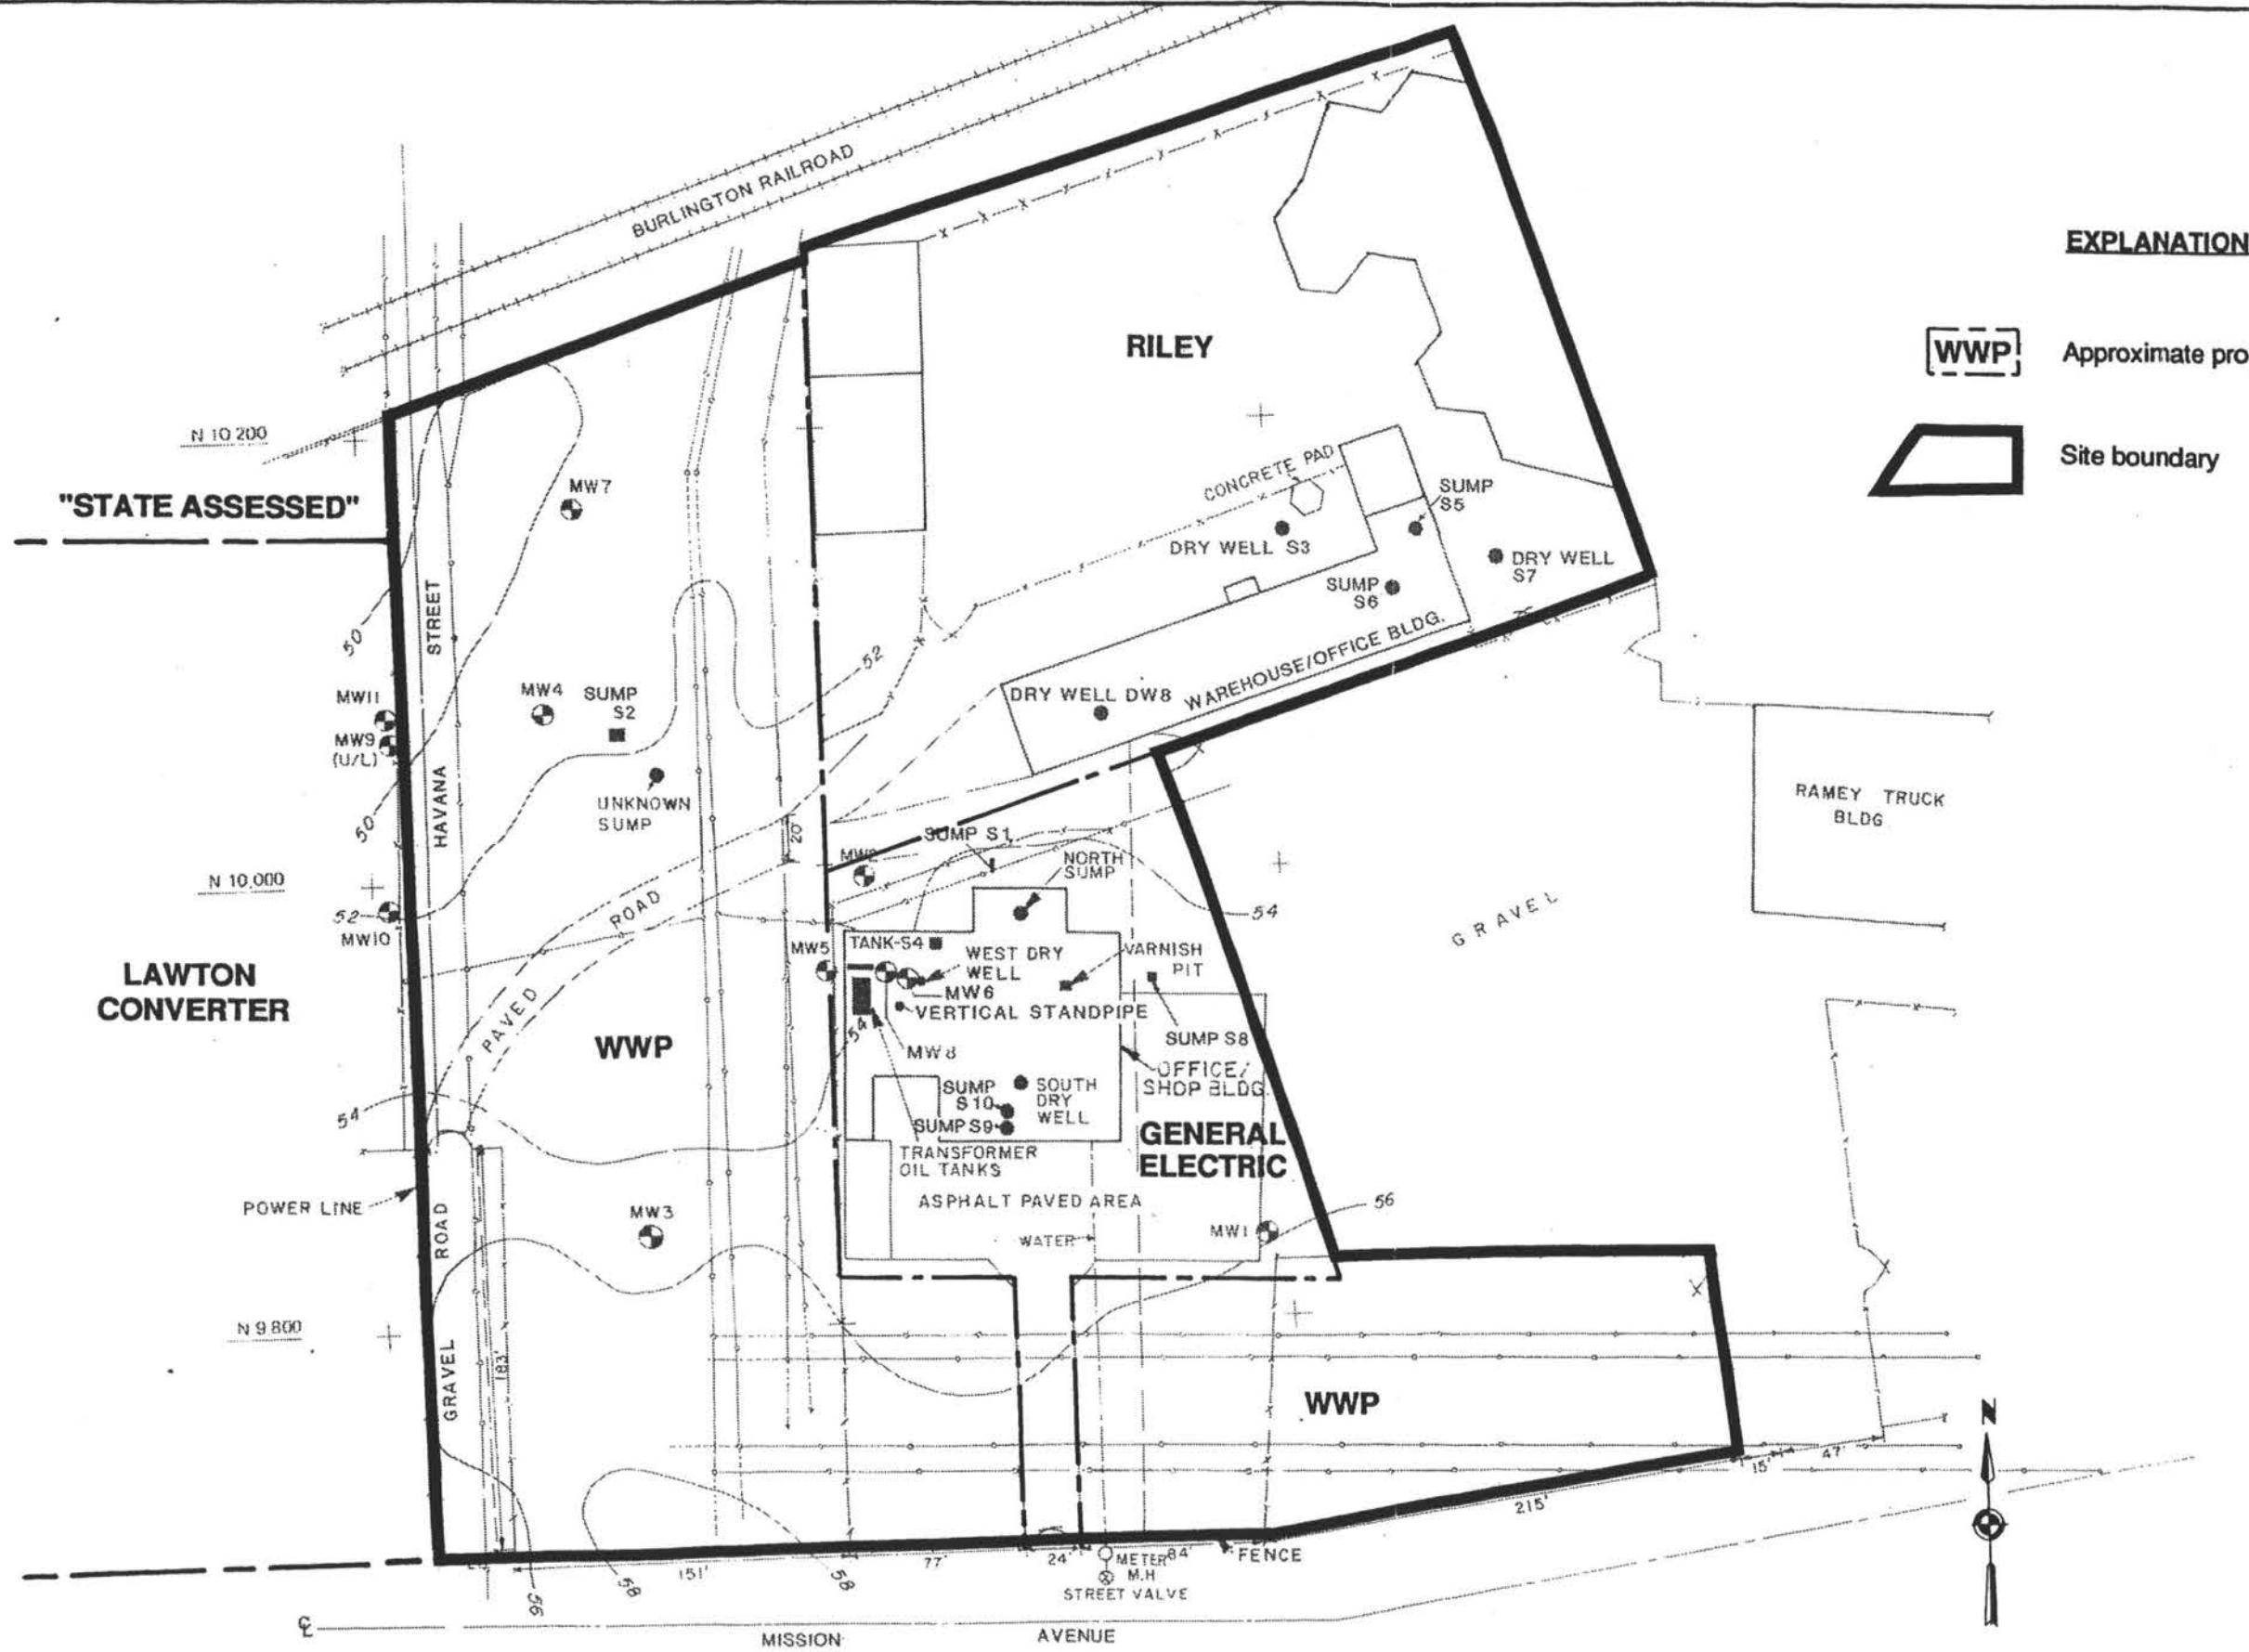 BURLINGTON RAILROAD
EXPLANATION
RILEY
WWP
Approximate pro
N 10 200
Site boundary
"STATE ASSESSED"
MW7
CONCRETE PAD
SUMP
S5
DRY WELL S3
DRY WELL
S7
SUMP
S6
HAVANA STREET
50
52
WAREHOUSE/OFFICE BLDG.
MW11
MW4
SUMP
S2
DRY WELL DW8
MW9
(U/L)
UNKNOWN
SUMP
50
20'
RAMEY TRUCK
BLDG
SUMP S1
MW2
NORTH
SUMP
N 10,000
52
MW10
PAVED ROAD
54
GRAVEL
MW5
TANK-S4
WEST DRY
WELL
VARNISH
PIT
LAWTON
CONVERTER
MW6
VERTICAL STANDPIPE
WWP
54
MW8
SUMP S8
OFFICE/
SHOP BLDG.
SUMP
S10
SOUTH
DRY
WELL
SUMP S9
54
GENERAL
ELECTRIC
TRANSFORMER
OIL TANKS
ASPHALT PAVED AREA
POWER LINE
MW3
MW1
56
WATER
GRAVEL ROAD
N 9 800
183'
WWP
N
15'
47'
215'
151'
77'
24'
84'
METER
FENCE
M.H
STREET VALVE
56
58
58
℄
MISSION AVENUE